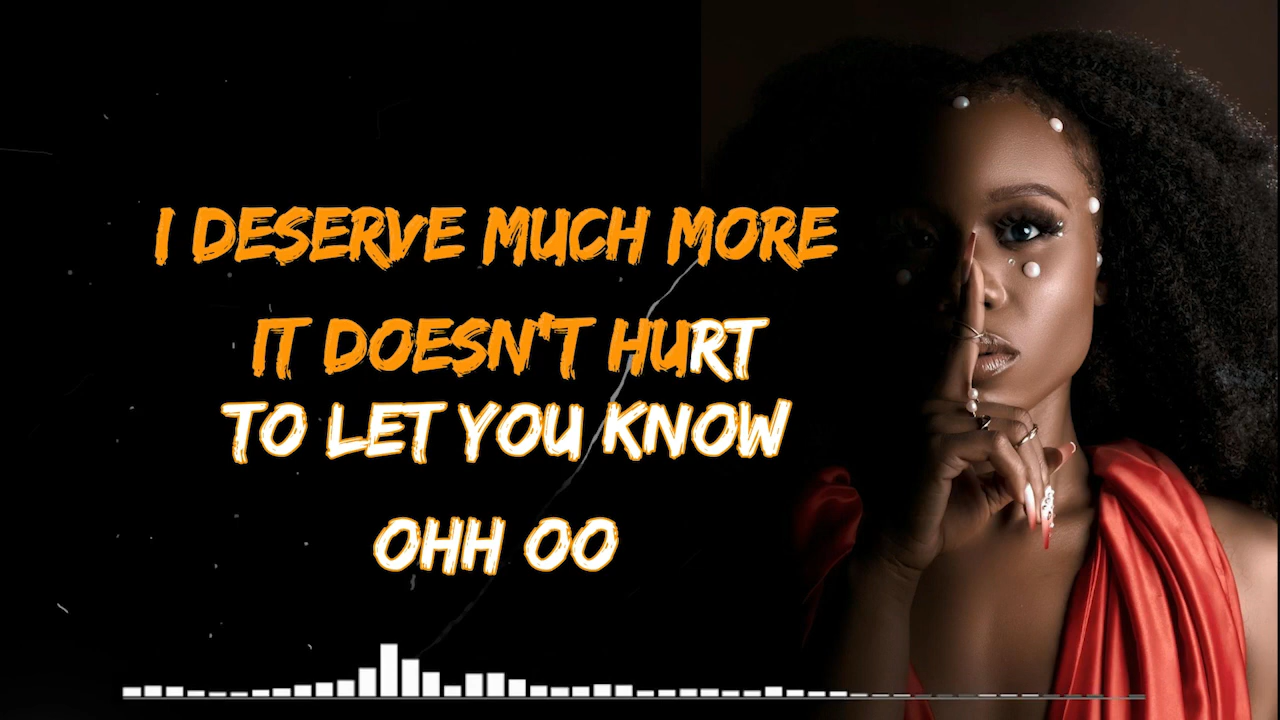 I DESERVE MUCH MORE
IT DOESN'T HURT
TO LET YOU KNOW
OHH OO